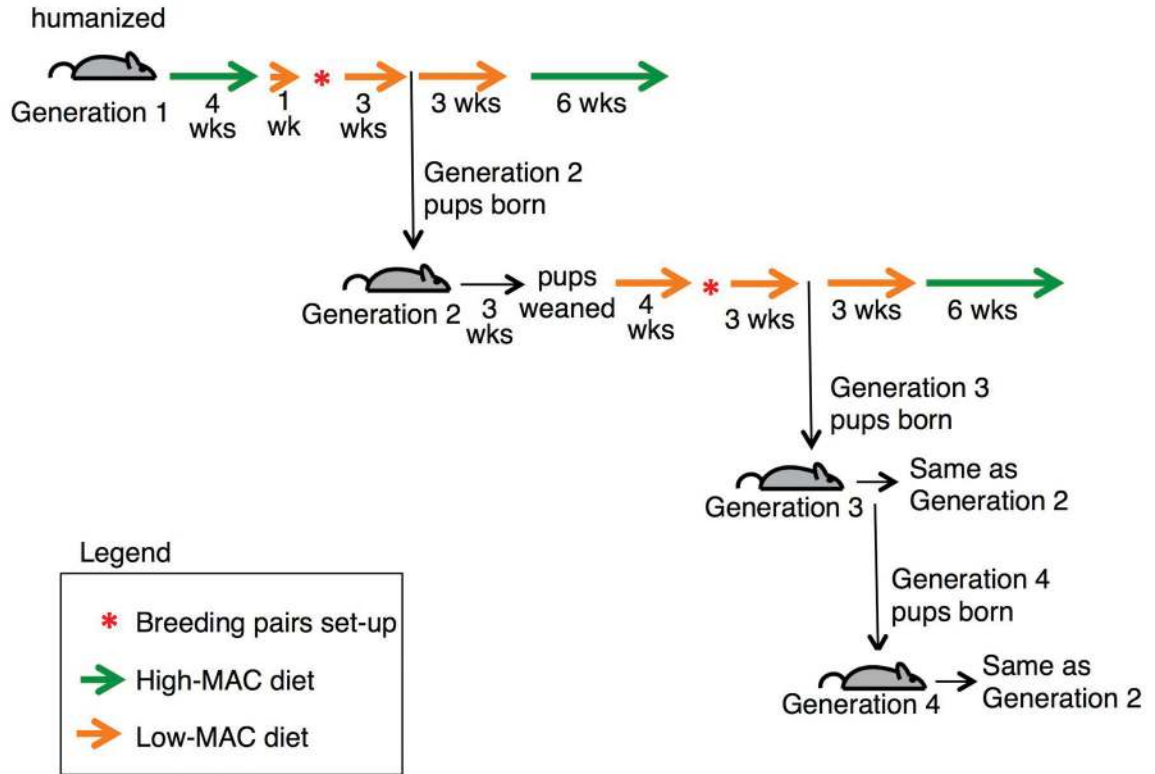 humanized
Generation 1
4
wks
1
wk
*
3
wks
3 wks
6 wks
Generation 2
pups born
Generation 2
3
wks
pups
weaned
4
wks
*
3 wks
3 wks
6 wks
Generation 3
pups born
Generation 3
Same as
Generation 2
Generation 4
pups born
Generation 4
Same as
Generation 2
Legend
* Breeding pairs set-up
High-MAC diet
Low-MAC diet